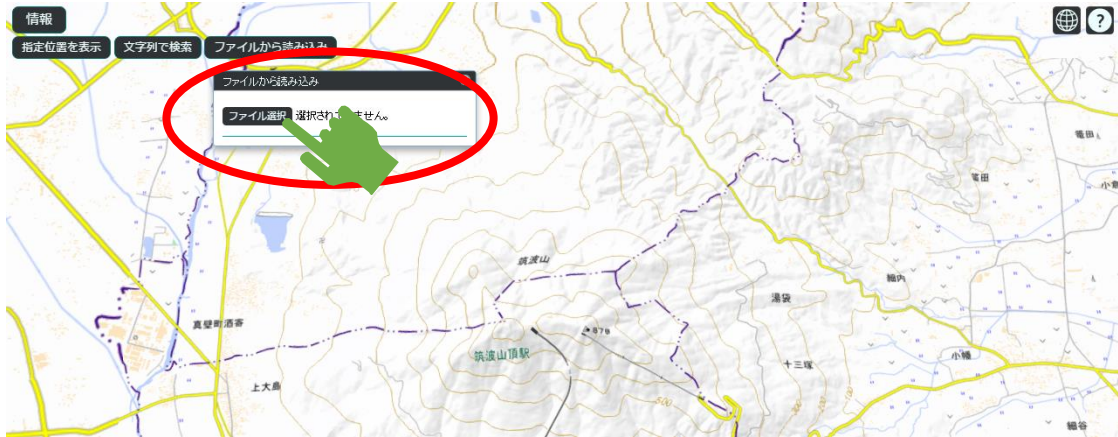 情報
?
指定位置を表示 文字列で検索 ファイルから読み込み
ファイルから読み込み
ファイル選択 選択され ません。
筑波山
細内
湯袋
真壁町酒寄
878
筑波山頂駅
小幡
十三塚
上大島
500
細谷